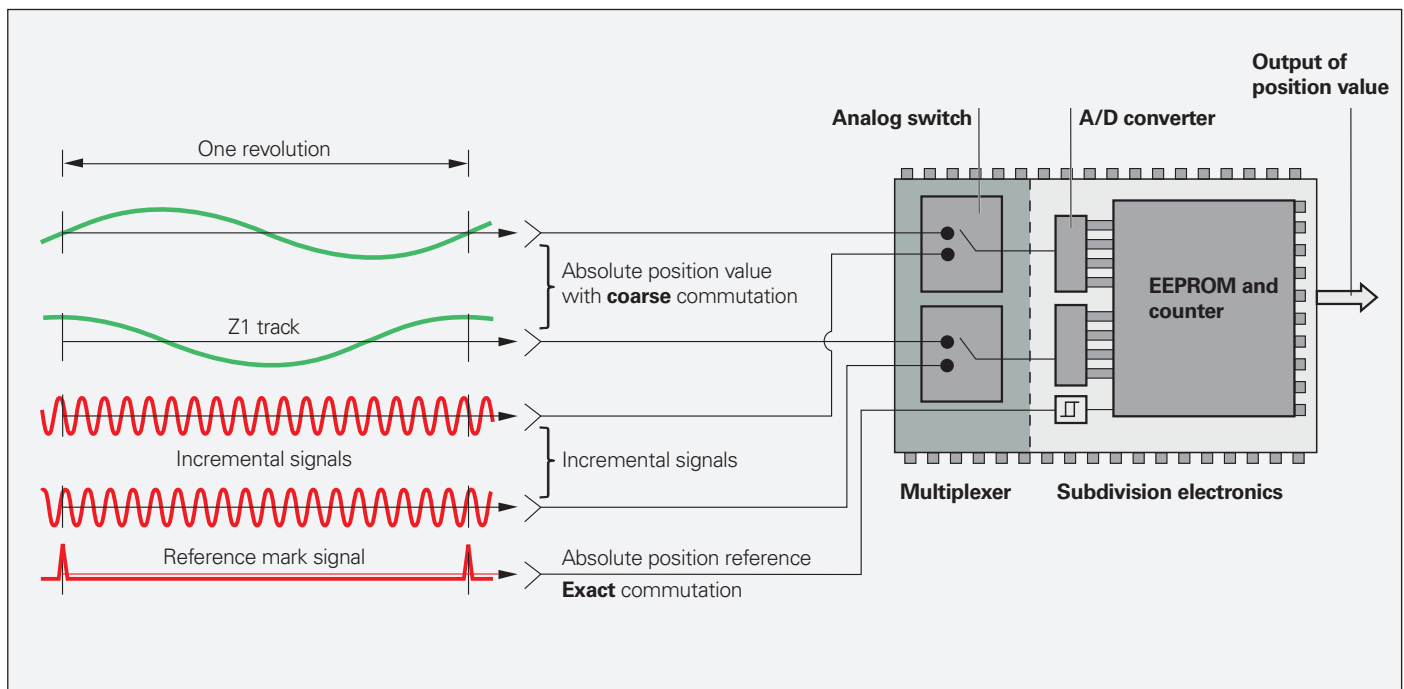 Output of
position value
Analog switch
A/D converter
One revolution
Absolute position value
with coarse commutation
EEPROM and
counter
Z1 track
Incremental signals
Incremental signals
Multiplexer
Subdivision electronics
Reference mark signal
Absolute position reference
Exact commutation